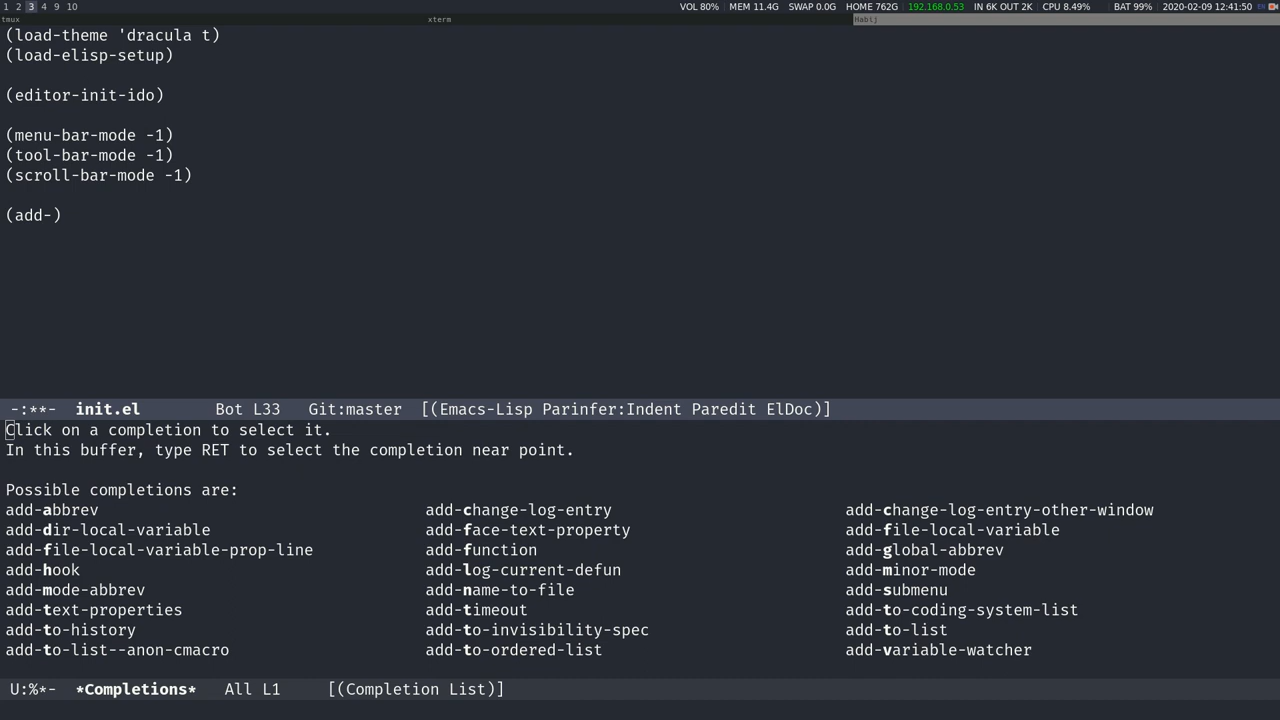 1 2 3 4 9 10 VOL 80% MEM 11.4G SWAP 0.0G HOME 762G 192.168.0.53 IN 6K OUT 2K CPU 8.49% BAT 99% 2020-02-09 12:41:50 EN
tmux xterm Habij
(load-theme 'dracula t)
(load-elisp-setup)
(editor-init-ido)
(menu-bar-mode -1)
(tool-bar-mode -1)
(scroll-bar-mode -1)
(add-)
-:**- init.el Bot L33 Git:master [(Emacs-Lisp Parinfer:Indent Paredit ElDoc)]
Click on a completion to select it.
In this buffer, type RET to select the completion near point.
Possible completions are:
add-abbrev add-change-log-entry add-change-log-entry-other-window
add-dir-local-variable add-face-text-property add-file-local-variable
add-file-local-variable-prop-line add-function add-global-abbrev
add-hook add-log-current-defun add-minor-mode
add-mode-abbrev add-name-to-file add-submenu
add-text-properties add-timeout add-to-coding-system-list
add-to-history add-to-invisibility-spec add-to-list
add-to-list--anon-cmacro add-to-ordered-list add-variable-watcher
U:%*- *Completions* All L1 [(Completion List)]